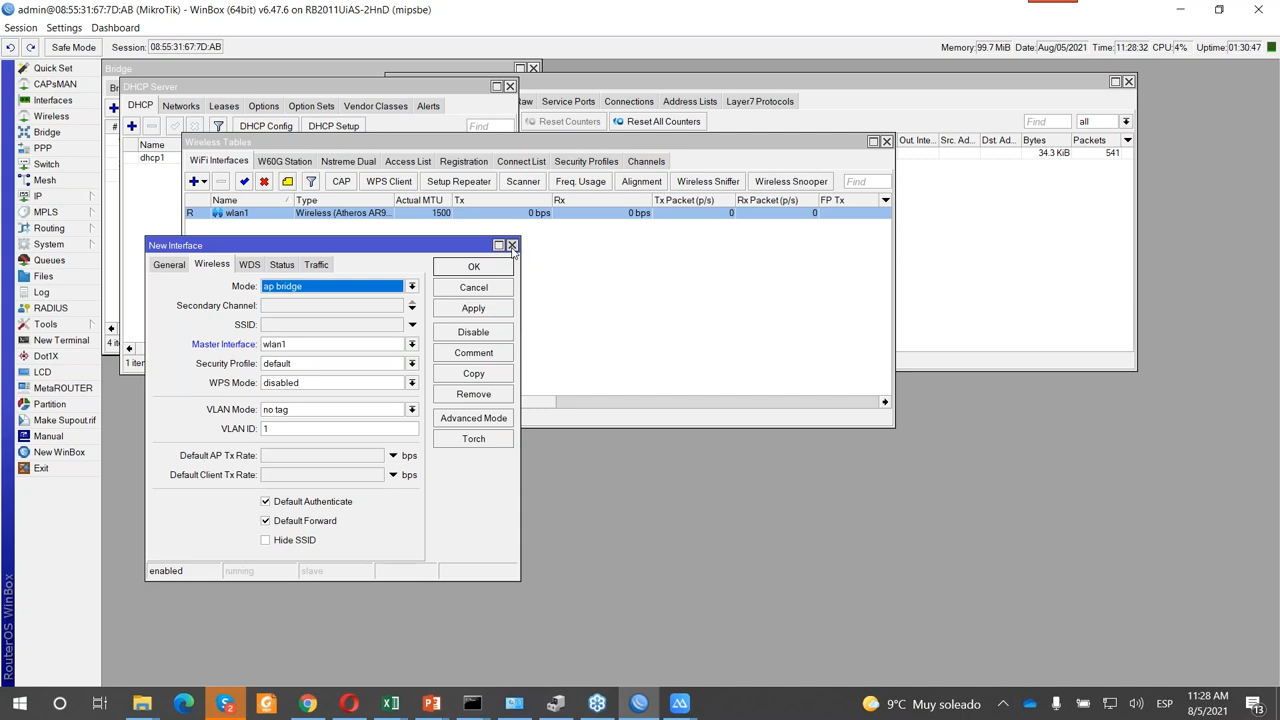 admin@08:55:31:67:7D:AB (MikroTik) - WinBox (64bit) v6.47.6 on RB2011UiAS-2HnD (mipsbe)
Session Settings Dashboard
Safe Mode Session: 08:55:31:67:7D:AB Memory: 99.7 MiB Date: Aug/05/2021 Time: 11:28:32 CPU: 4% Uptime: 01:30:47
Quick Set
CAPsMAN
Interfaces
Wireless
Bridge
PPP
Switch
Mesh
IP
MPLS
Routing
System
Queues
Files
Log
RADIUS
Tools
New Terminal
Dot1X
LCD
MetaROUTER
Partition
Make Supout.rif
Manual
New WinBox
Exit
RouterOS WinBox
Bridge
#
DHCP Server
DHCP Networks Leases Options Option Sets Vendor Classes Alerts
DHCP Config DHCP Setup Find
Name
dhcp1
Service Ports Connections Address Lists Layer7 Protocols
Reset Counters Reset All Counters Find all
Out. Inte... Src. Ad... Dst. Ad... Bytes Packets
34.3 KiB 541
Wireless Tables
WiFi Interfaces W60G Station Nstreme Dual Access List Registration Connect List Security Profiles Channels
CAP WPS Client Setup Repeater Scanner Freq. Usage Alignment Wireless Sniffer Wireless Snooper Find
Name Type Actual MTU Tx Rx Tx Packet (p/s) Rx Packet (p/s) FP Tx
R wlan1 Wireless (Atheros AR9... 1500 0 bps 0 bps 0 0
New Interface
General Wireless WDS Status Traffic
Mode: ap bridge
Secondary Channel:
SSID:
Master Interface: wlan1
Security Profile: default
WPS Mode: disabled
VLAN Mode: no tag
VLAN ID: 1
Default AP Tx Rate: bps
Default Client Tx Rate: bps
Default Authenticate
Default Forward
Hide SSID
OK
Cancel
Apply
Disable
Comment
Copy
Remove
Advanced Mode
Torch
enabled running slave
9°C Muy soleado ESP 11:28 AM
8/5/2021
13